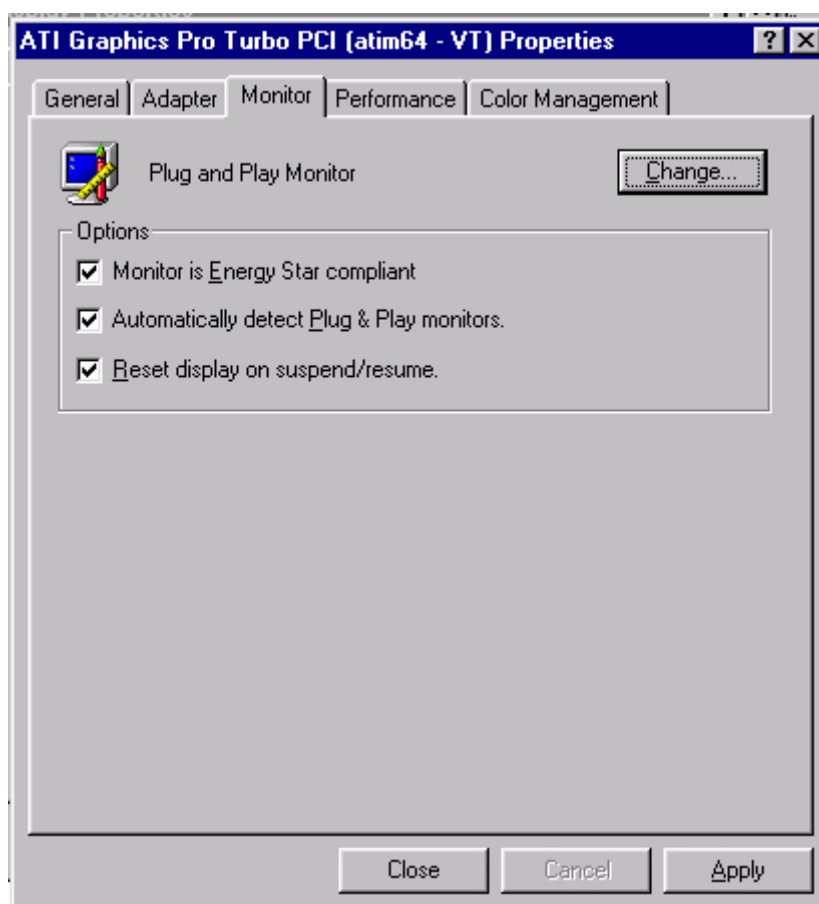 ATI Graphics Pro Turbo PCI (atim64 - VT) Properties
General Adapter Monitor Performance Color Management
Plug and Play Monitor Change...
Options
Monitor is Energy Star compliant
Automatically detect Plug & Play monitors.
Reset display on suspend/resume.
Close Cancel Apply